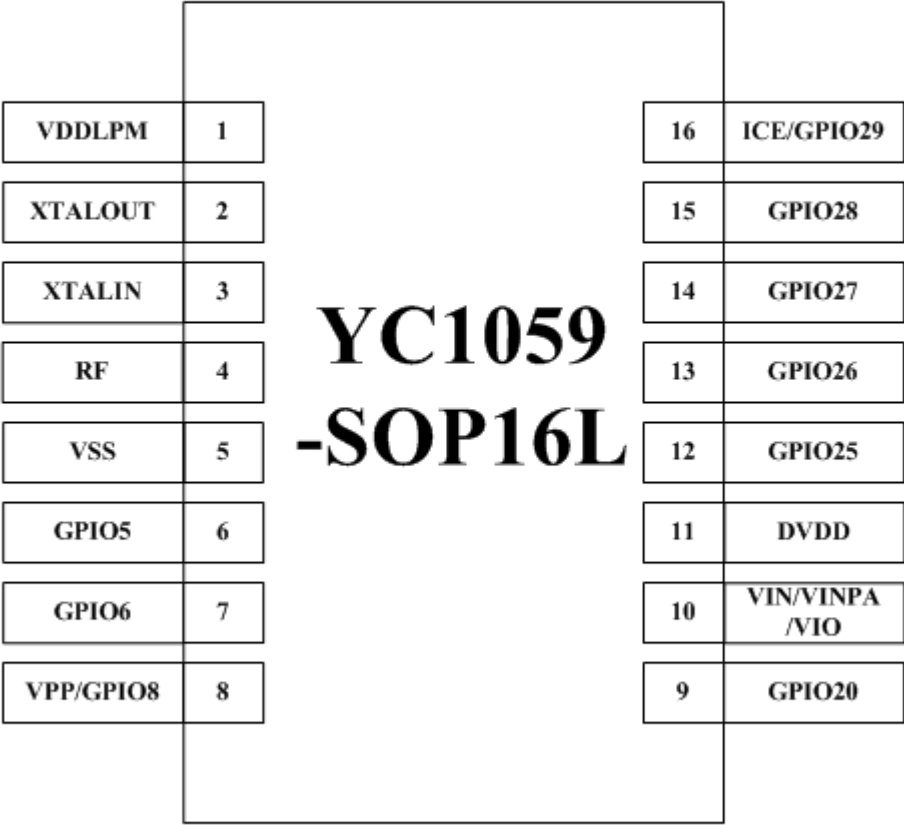 VDDLPM 1
XTALOUT 2
XTALIN 3
RF 4
VSS 5
GPIO5 6
GPIO6 7
VPP/GPIO8 8
YC1059
-SOP16L
16 ICE/GPIO29
15 GPIO28
14 GPIO27
13 GPIO26
12 GPIO25
11 DVDD
10 VIN/VINPA
/VIO
9 GPIO20